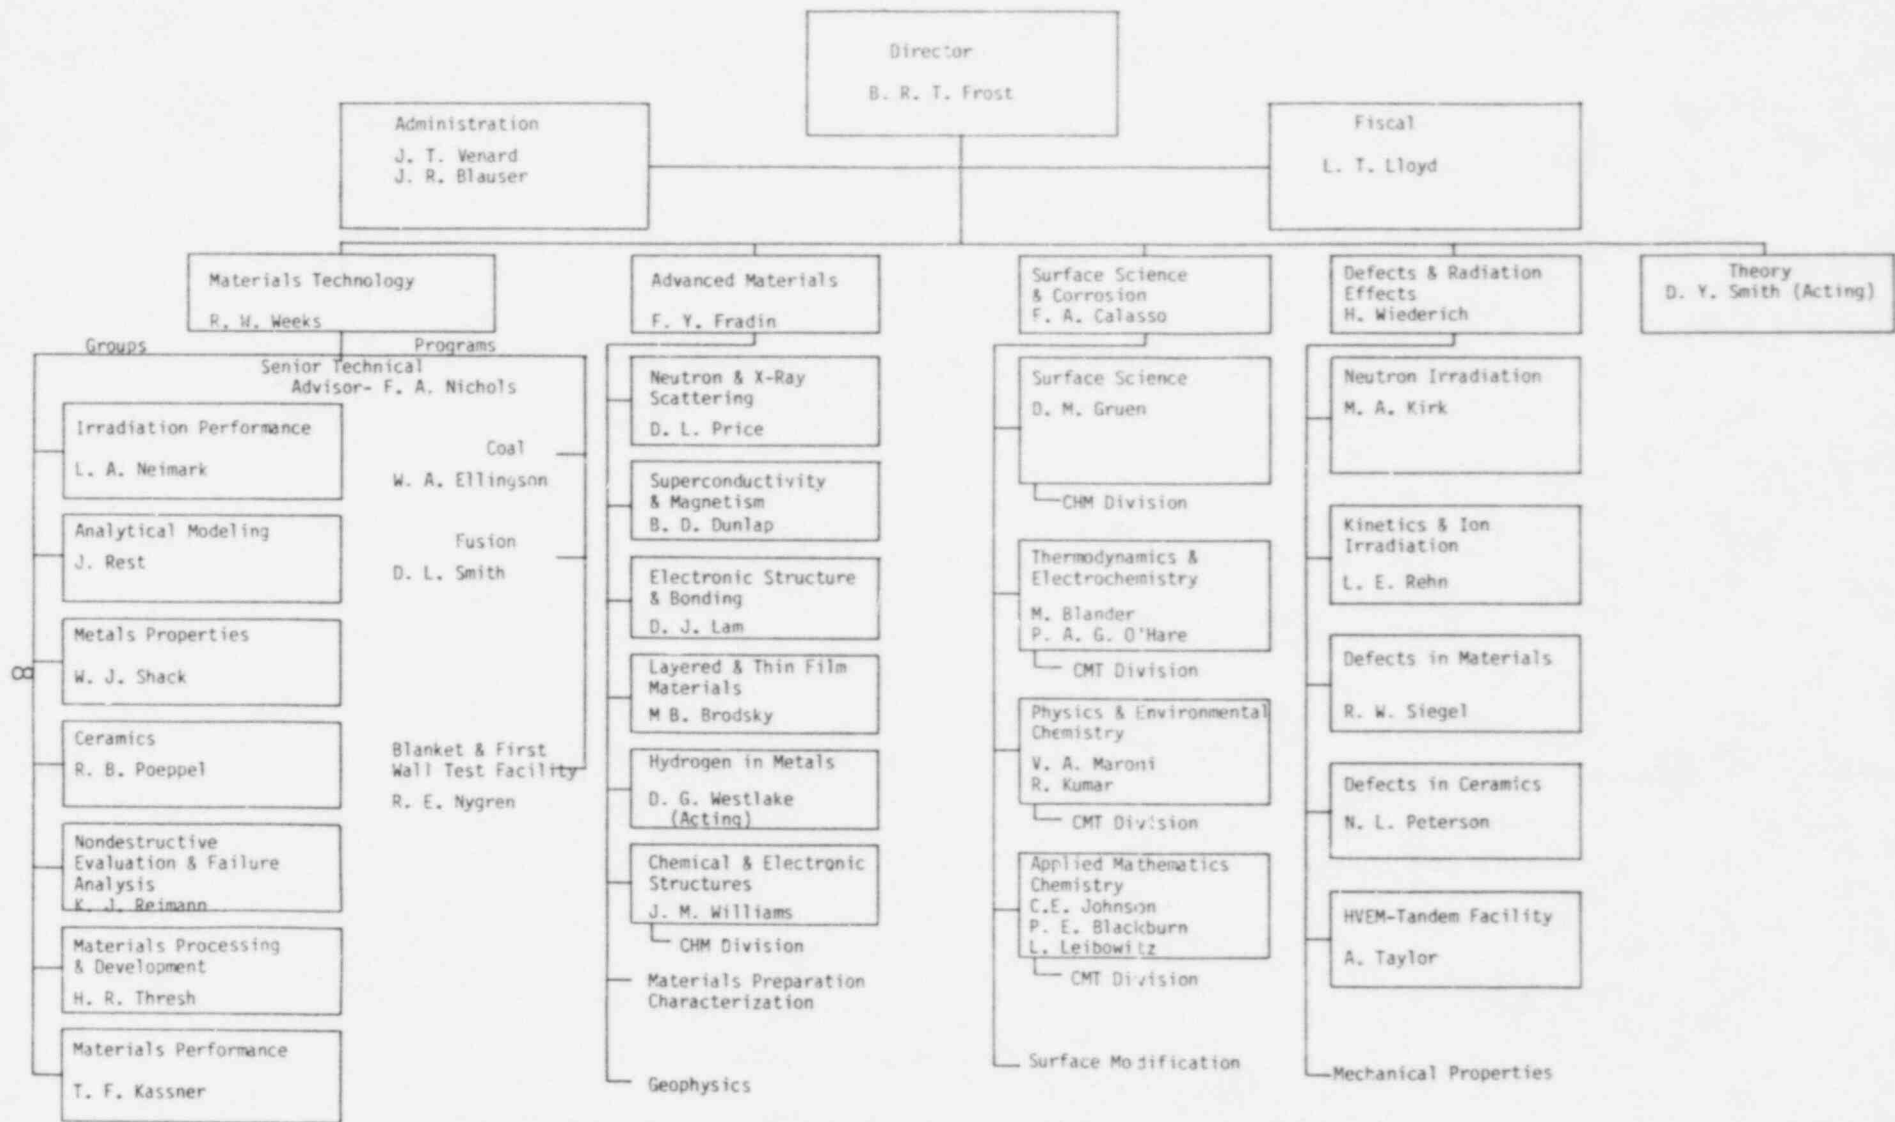 Director
B. R. T. Frost
Administration
J. T. Venard
J. R. Blauser
Fiscal
L. T. Lloyd
Materials Technology
R. W. Weeks
Groups
Programs
Senior Technical
Advisor- F. A. Nichols
Irradiation Performance
L. A. Neimark
Analytical Modeling
J. Rest
Metals Properties
W. J. Shack
Ceramics
R. B. Poeppel
Nondestructive
Evaluation & Failure
Analysis
K. J. Reimann
Materials Processing
& Development
H. R. Thresh
Materials Performance
T. F. Kassner
Coal
W. A. Ellingson
Fusion
D. L. Smith
Blanket & First
Wall Test Facility
R. E. Nygren
Advanced Materials
F. Y. Fradin
Neutron & X-Ray
Scattering
D. L. Price
Superconductivity
& Magnetism
B. D. Dunlap
Electronic Structure
& Bonding
D. J. Lam
Layered & Thin Film
Materials
M B. Brodsky
Hydrogen in Metals
D. G. Westlake
(Acting)
Chemical & Electronic
Structures
J. M. Williams
CHM Division
Materials Preparation
Characterization
Geophysics
Surface Science
& Corrosion
F. A. Calasso
Surface Science
D. M. Gruen
CHM Division
Thermodynamics &
Electrochemistry
M. Blander
P. A. G. O'Hare
CMT Division
Physics & Environmental
Chemistry
V. A. Maroni
R. Kumar
CMT Division
Applied Mathematics
Chemistry
C.E. Johnson
P. E. Blackburn
L. Leibowitz
CMT Division
Surface Modification
Defects & Radiation
Effects
H. Wiederich
Neutron Irradiation
M. A. Kirk
Kinetics & Ion
Irradiation
L. E. Rehn
Defects in Materials
R. W. Siegel
Defects in Ceramics
N. L. Peterson
HVEM-Tandem Facility
A. Taylor
Mechanical Properties
Theory
D. Y. Smith (Acting)
8